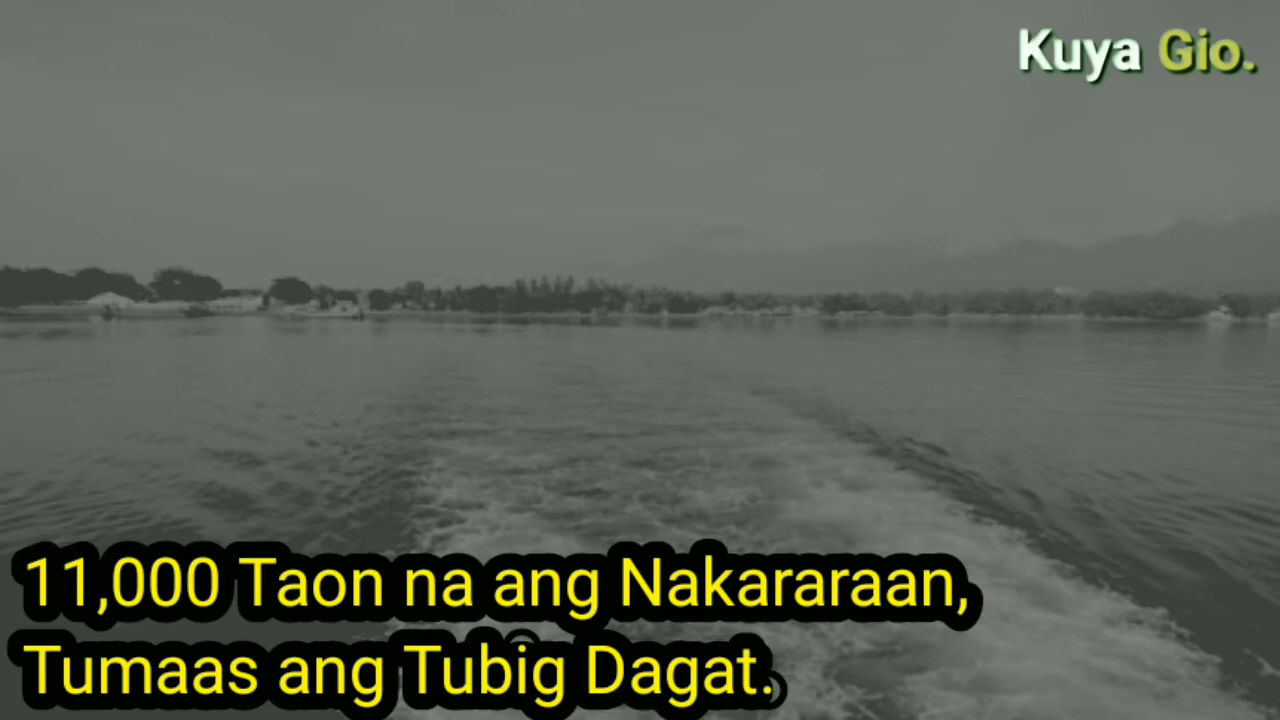 Kuya Gio.
11,000 Taon na ang Nakararaan,
Tumaas ang Tubig Dagat.